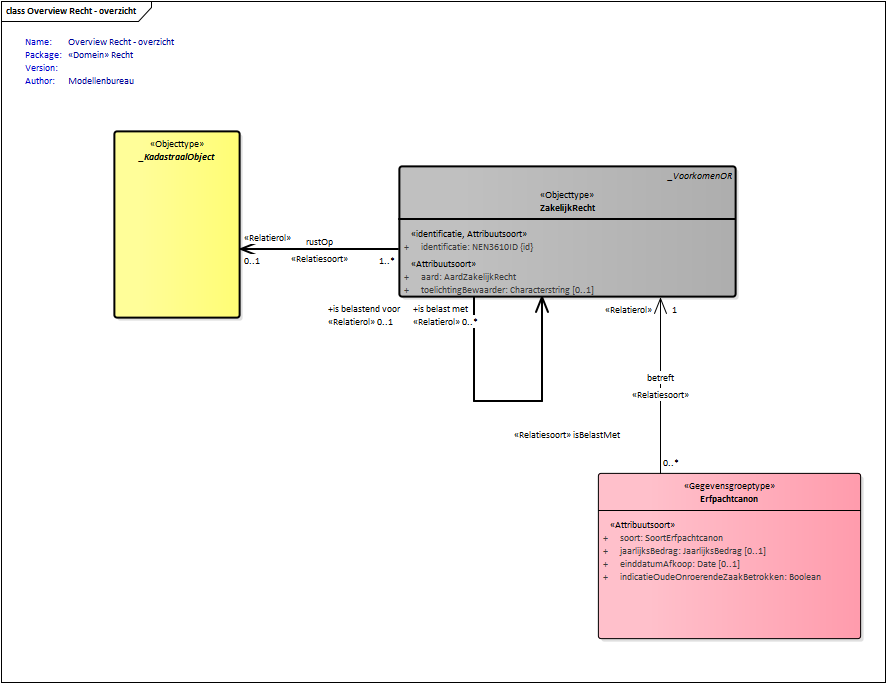 class Overview Recht - overzicht
Name: Overview Recht - overzicht
Package: «Domein» Recht
Version:
Author: Modellenbureau
«Objecttype»
_KadastraalObject
_VoorkomenOR
«Objecttype»
ZakelijkRecht
«identificatie, Attribuutsoort»
+ identificatie: NEN3610ID {id}
«Attribuutsoort»
+ aard: AardZakelijkRecht
+ toelichtingBewaarder: Characterstring [0..1]
«Relatierol»
rustOp
0..1
«Relatiesoort»
1..*
+is belastend voor
«Relatierol» 0..1
+is belast met
«Relatierol» 0..*
«Relatiesoort» isBelastMet
«Relatierol»
1
betreft
«Relatiesoort»
0..*
«Gegevensgroeptype»
Erfpachtcanon
«Attribuutsoort»
+ soort: SoortErfpachtcanon
+ jaarlijksBedrag: JaarlijksBedrag [0..1]
+ einddatumAfkoop: Date [0..1]
+ indicatieOudeOnroerendeZaakBetrokken: Boolean